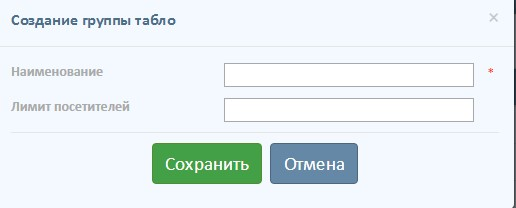 Создание группы табло ×
Наименование *
Лимит посетителей
Сохранить Отмена